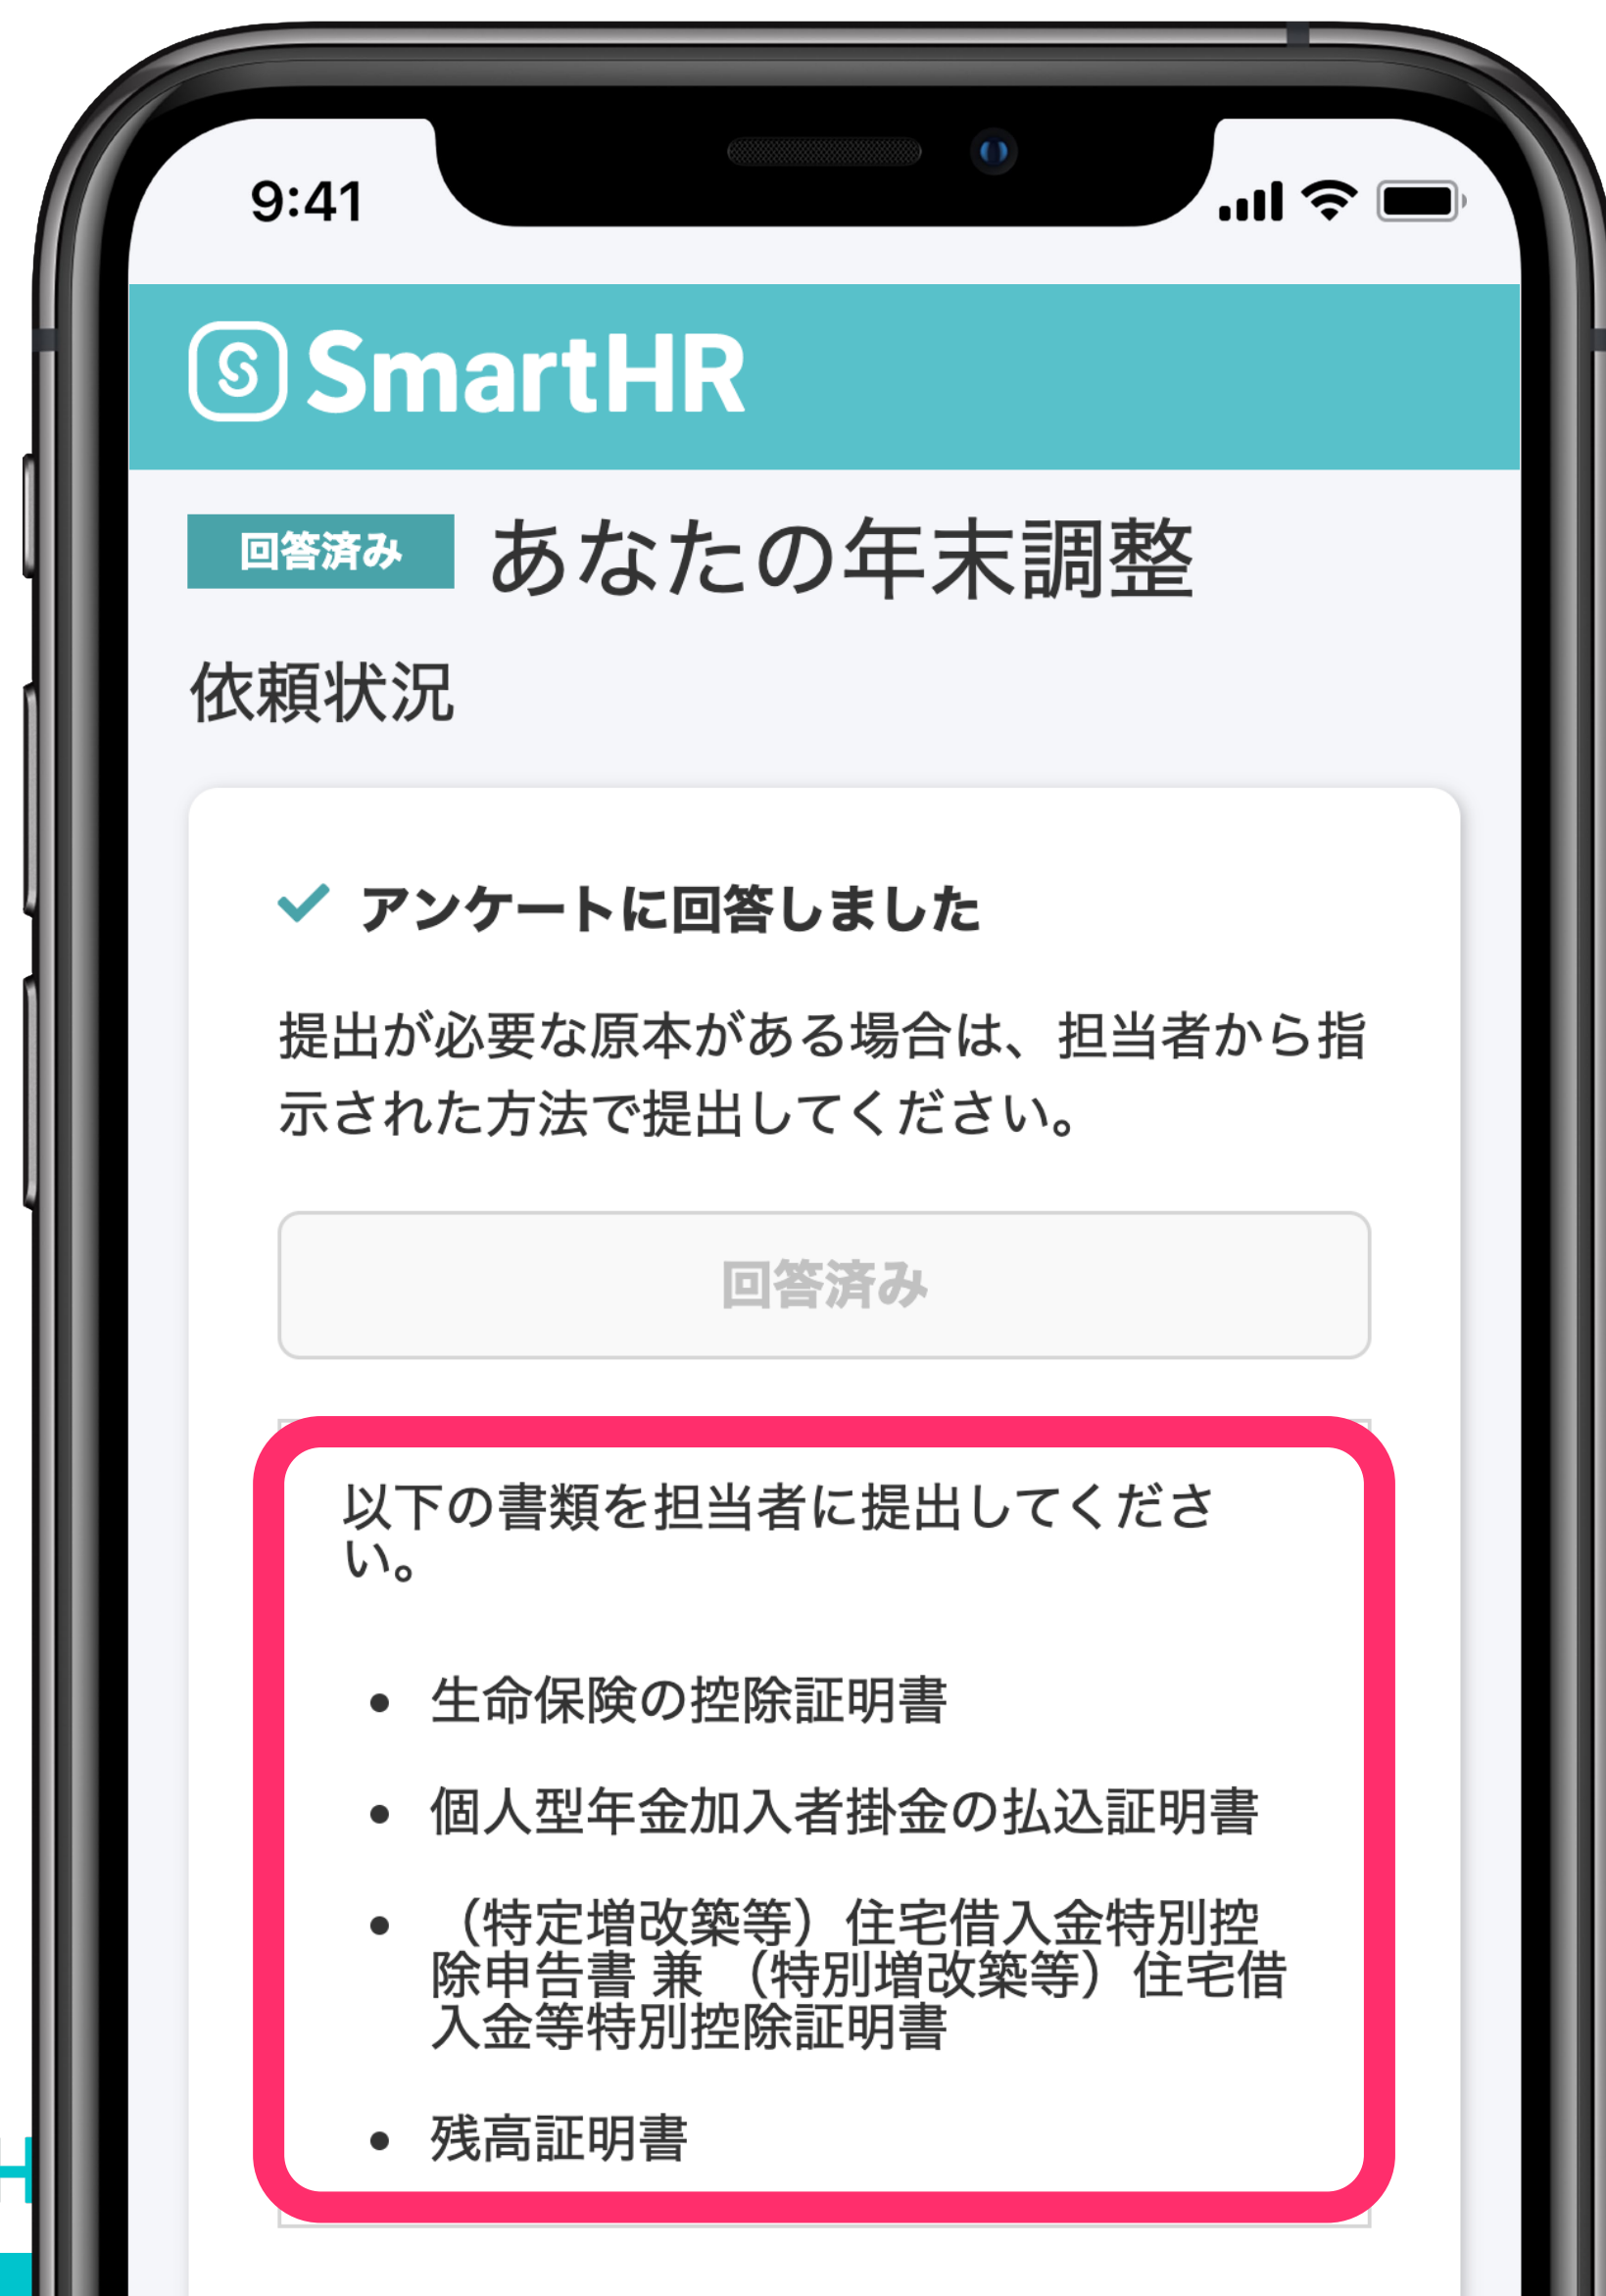 9:41
SmartHR
回答済み あなたの年末調整
依頼状況
アンケートに回答しました
提出が必要な原本がある場合は、担当者から指
示された方法で提出してください。
回答済み
以下の書類を担当者に提出してくださ
い。
• 生命保険の控除証明書
• 個人型年金加入者掛金の払込証明書
• （特定増改築等）住宅借入金特別控
除申告書 兼 （特別増改築等）住宅借
入金等特別控除証明書
• 残高証明書
H